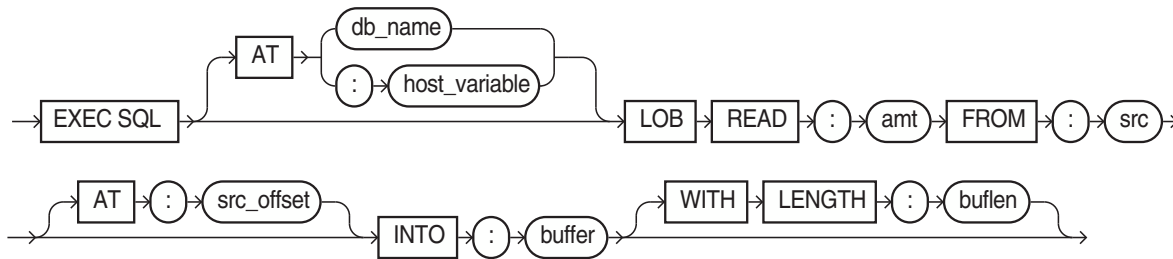 db_name
AT
: host_variable
EXEC SQL LOB READ : amt FROM : src
AT : src_offset WITH LENGTH : buflen
INTO : buffer